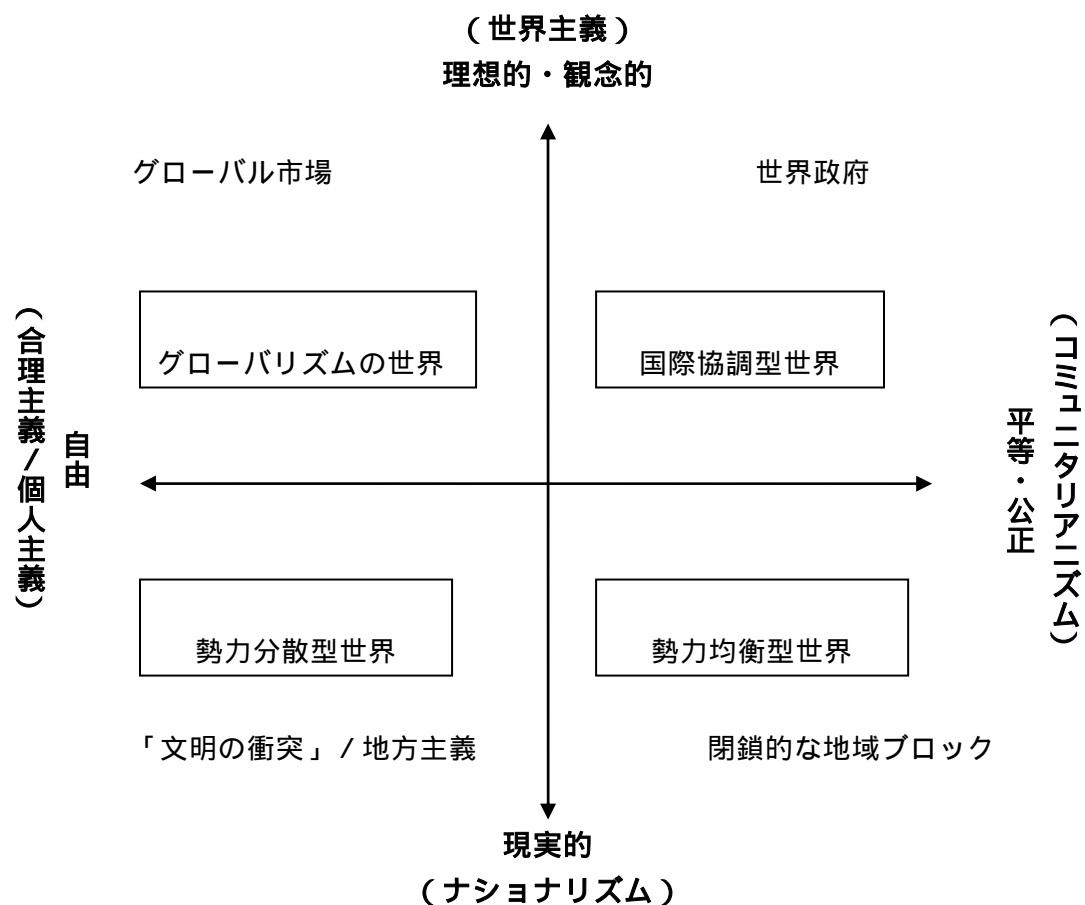 （世界主義）
理想的・観念的
グローバル市場
世界政府
グローバリズムの世界
国際協調型世界
（合理主義/個人主義）
自由
平等・公正
（コミュニタリアニズム）
勢力分散型世界
勢力均衡型世界
「文明の衝突」/地方主義
閉鎖的な地域ブロック
現実的
（ナショナリズム）